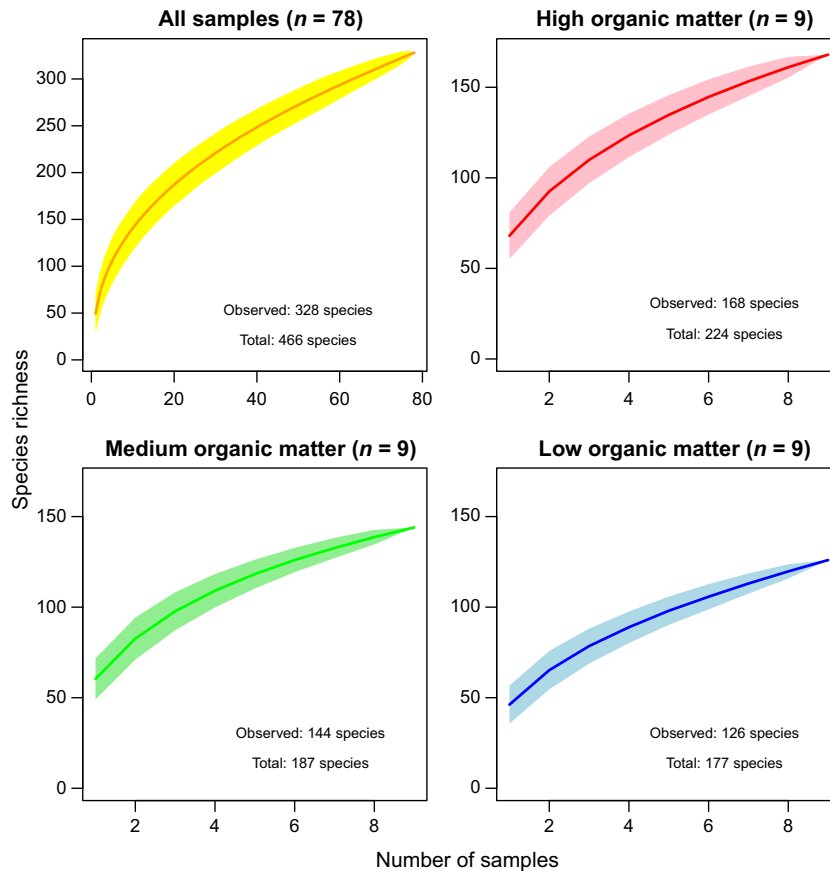 All samples (n = 78)
High organic matter (n = 9)
300
250
200
150
100
50
0
Observed: 328 species
Total: 466 species
0
20
40
60
80
150
100
50
0
Observed: 168 species
Total: 224 species
2
4
6
8
Species richness
Medium organic matter (n = 9)
Low organic matter (n = 9)
150
100
50
0
Observed: 144 species
Total: 187 species
2
4
6
8
150
100
50
0
Observed: 126 species
Total: 177 species
2
4
6
8
Number of samples